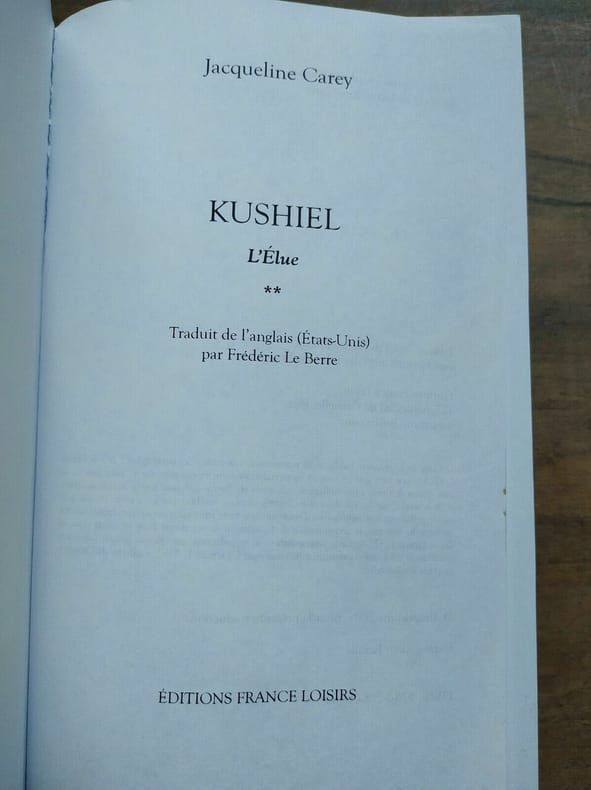 Jacqueline Carey
KUSHIEL
L'Élue
**
Traduit de l'anglais (États-Unis)
par Frédéric Le Berre
ÉDITIONS FRANCE LOISIRS